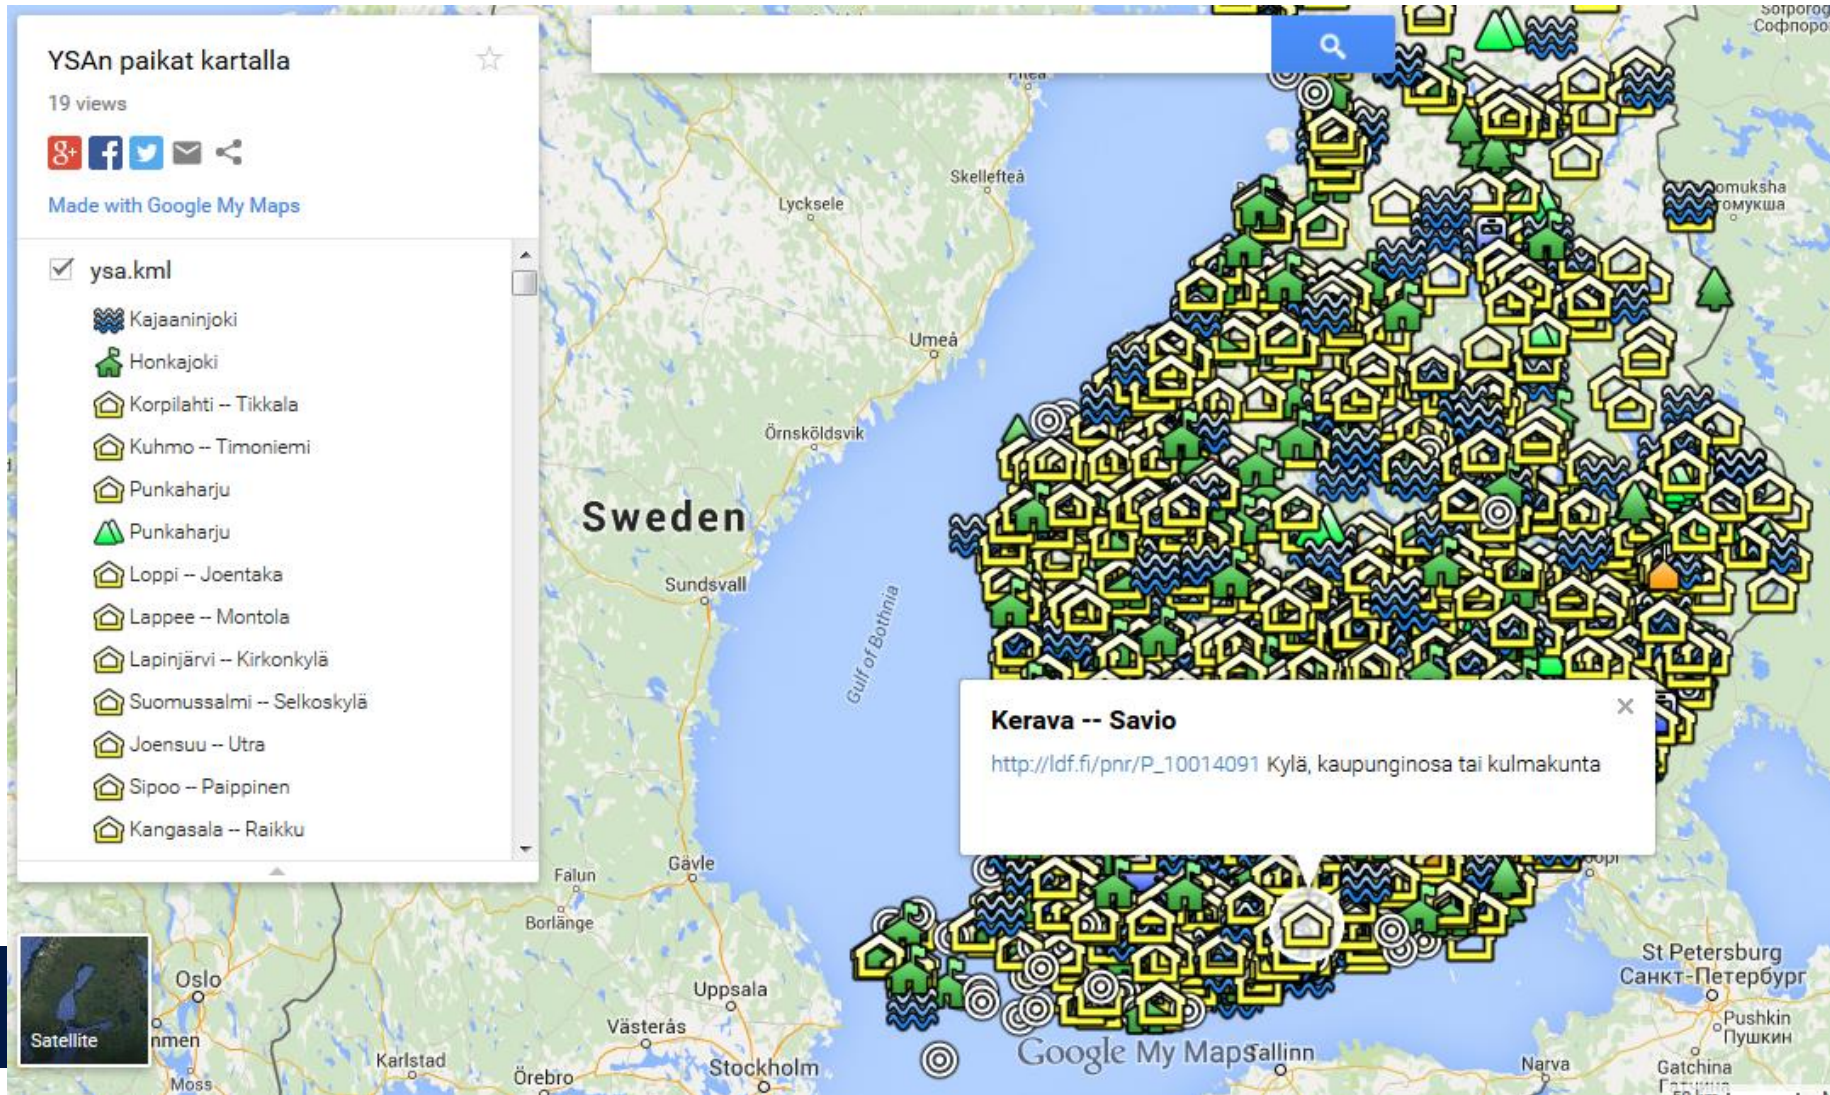 YSAn paikat kartalla
19 views
Made with Google My Maps
ysa.kml
Kajaaninjoki
Honkajoki
Korpilahti -- Tikkala
Kuhmo -- Timoniemi
Punkaharju
Punkaharju
Loppi -- Joentaka
Lappee -- Montola
Lapinjärvi -- Kirkonkylä
Suomussalmi -- Selkoskylä
Joensuu -- Utra
Sipoo -- Paippinen
Kangasala -- Raikku
Satellite
Kerava -- Savio
http://ldf.fi/pnr/P_10014091 Kylä, kaupunginosa tai kulmakunta
Skellefteå
Lycksele
Umeå
Örnsköldsvik
Sweden
Sundsvall
Gulf of Bothnia
Gävle
Falun
Borlänge
Oslo
Uppsala
Västerås
Karlstad
Örebro
Stockholm
Moss
Google My Maps
Tallinn
Narva
St Petersburg
Санкт-Петербург
Pushkin
Пушкин
Gatchina